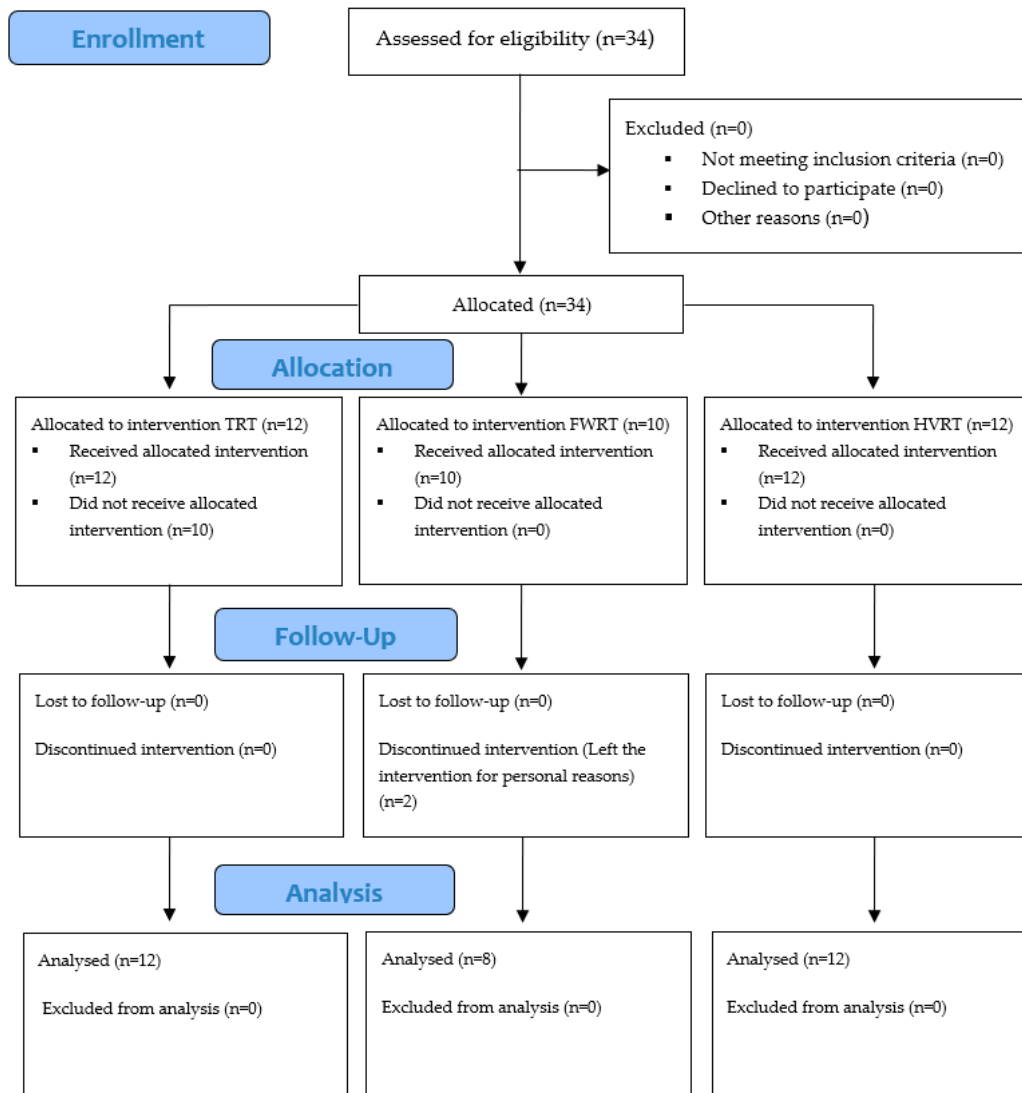 Enrollment
Assessed for eligibility (n=34)
Excluded (n=0)
▪ Not meeting inclusion criteria (n=0)
▪ Declined to participate (n=0)
▪ Other reasons (n=0)
Allocated (n=34)
Allocation
Allocated to intervention TRT (n=12)
▪ Received allocated intervention
(n=12)
▪ Did not receive allocated
intervention (n=10)
Allocated to intervention FWRT (n=10)
▪ Received allocated intervention
(n=10)
▪ Did not receive allocated
intervention (n=0)
Allocated to intervention HVRT (n=12)
▪ Received allocated intervention
(n=12)
▪ Did not receive allocated
intervention (n=0)
Follow-Up
Lost to follow-up (n=0)
Discontinued intervention (n=0)
Lost to follow-up (n=0)
Discontinued intervention (Left the
intervention for personal reasons)
(n=2)
Lost to follow-up (n=0)
Discontinued intervention (n=0)
Analysis
Analysed (n=12)
Excluded from analysis (n=0)
Analysed (n=8)
Excluded from analysis (n=0)
Analysed (n=12)
Excluded from analysis (n=0)